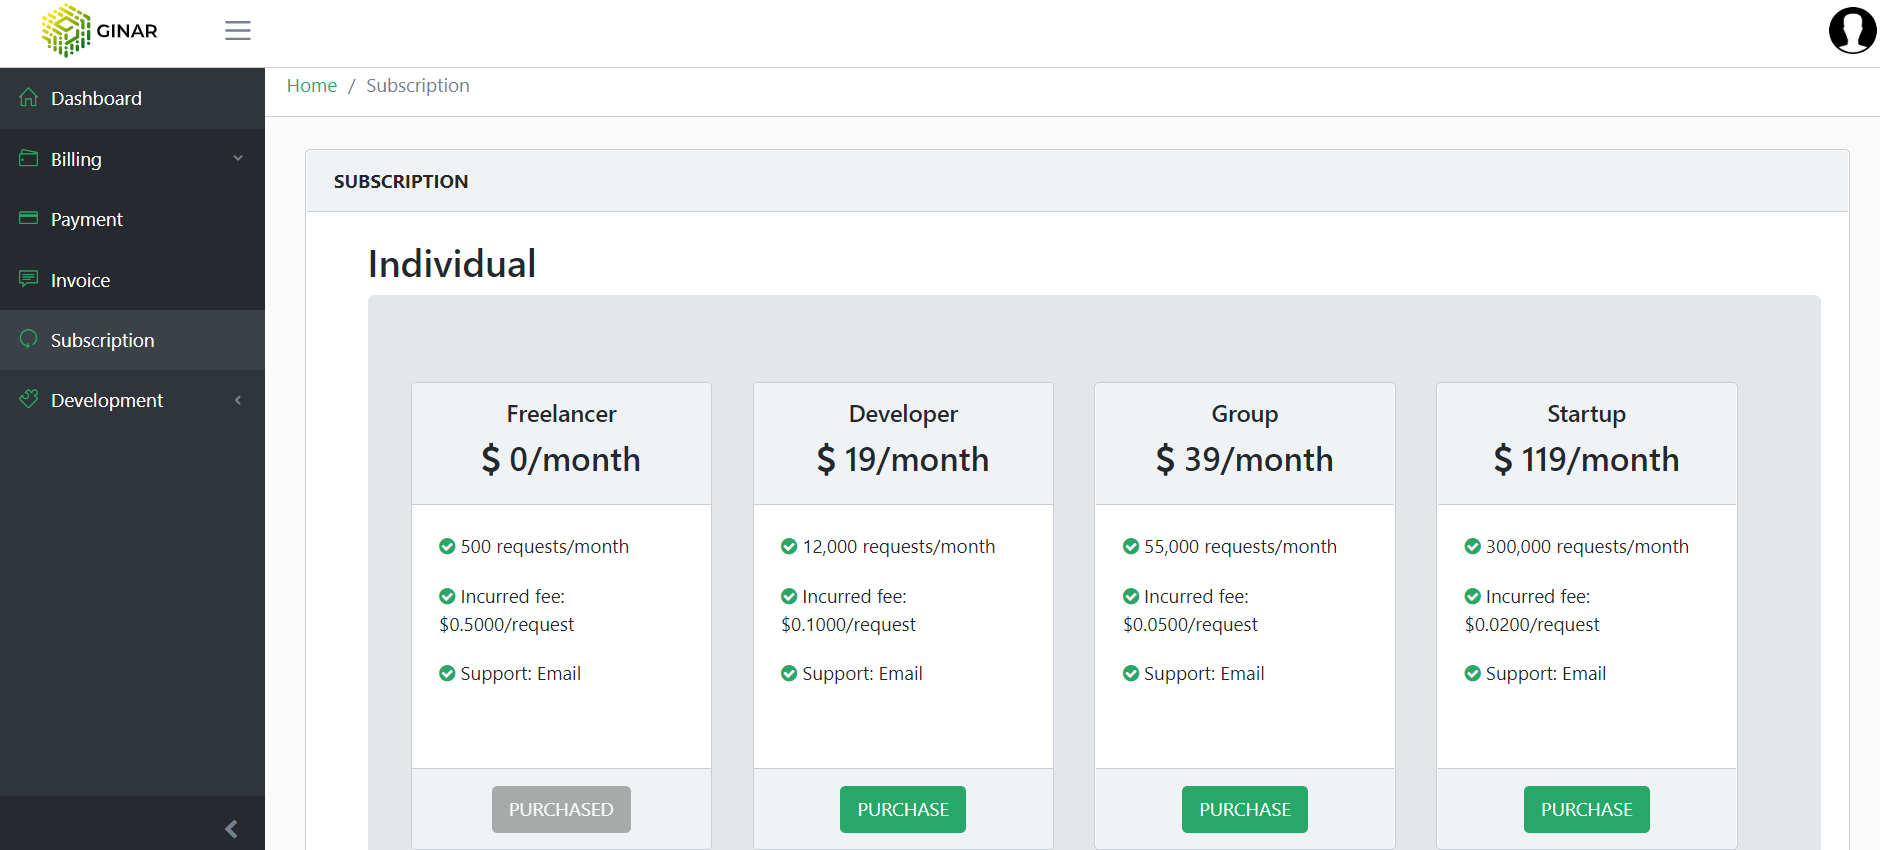 GINAR
Home / Subscription
Dashboard
Billing
Payment
Invoice
Subscription
Development
SUBSCRIPTION
Individual
Freelancer
$ 0/month
500 requests/month
Incurred fee:
$0.5000/request
Support: Email
PURCHASED
Developer
$ 19/month
12,000 requests/month
Incurred fee:
$0.1000/request
Support: Email
PURCHASE
Group
$ 39/month
55,000 requests/month
Incurred fee:
$0.0500/request
Support: Email
PURCHASE
Startup
$ 119/month
300,000 requests/month
Incurred fee:
$0.0200/request
Support: Email
PURCHASE